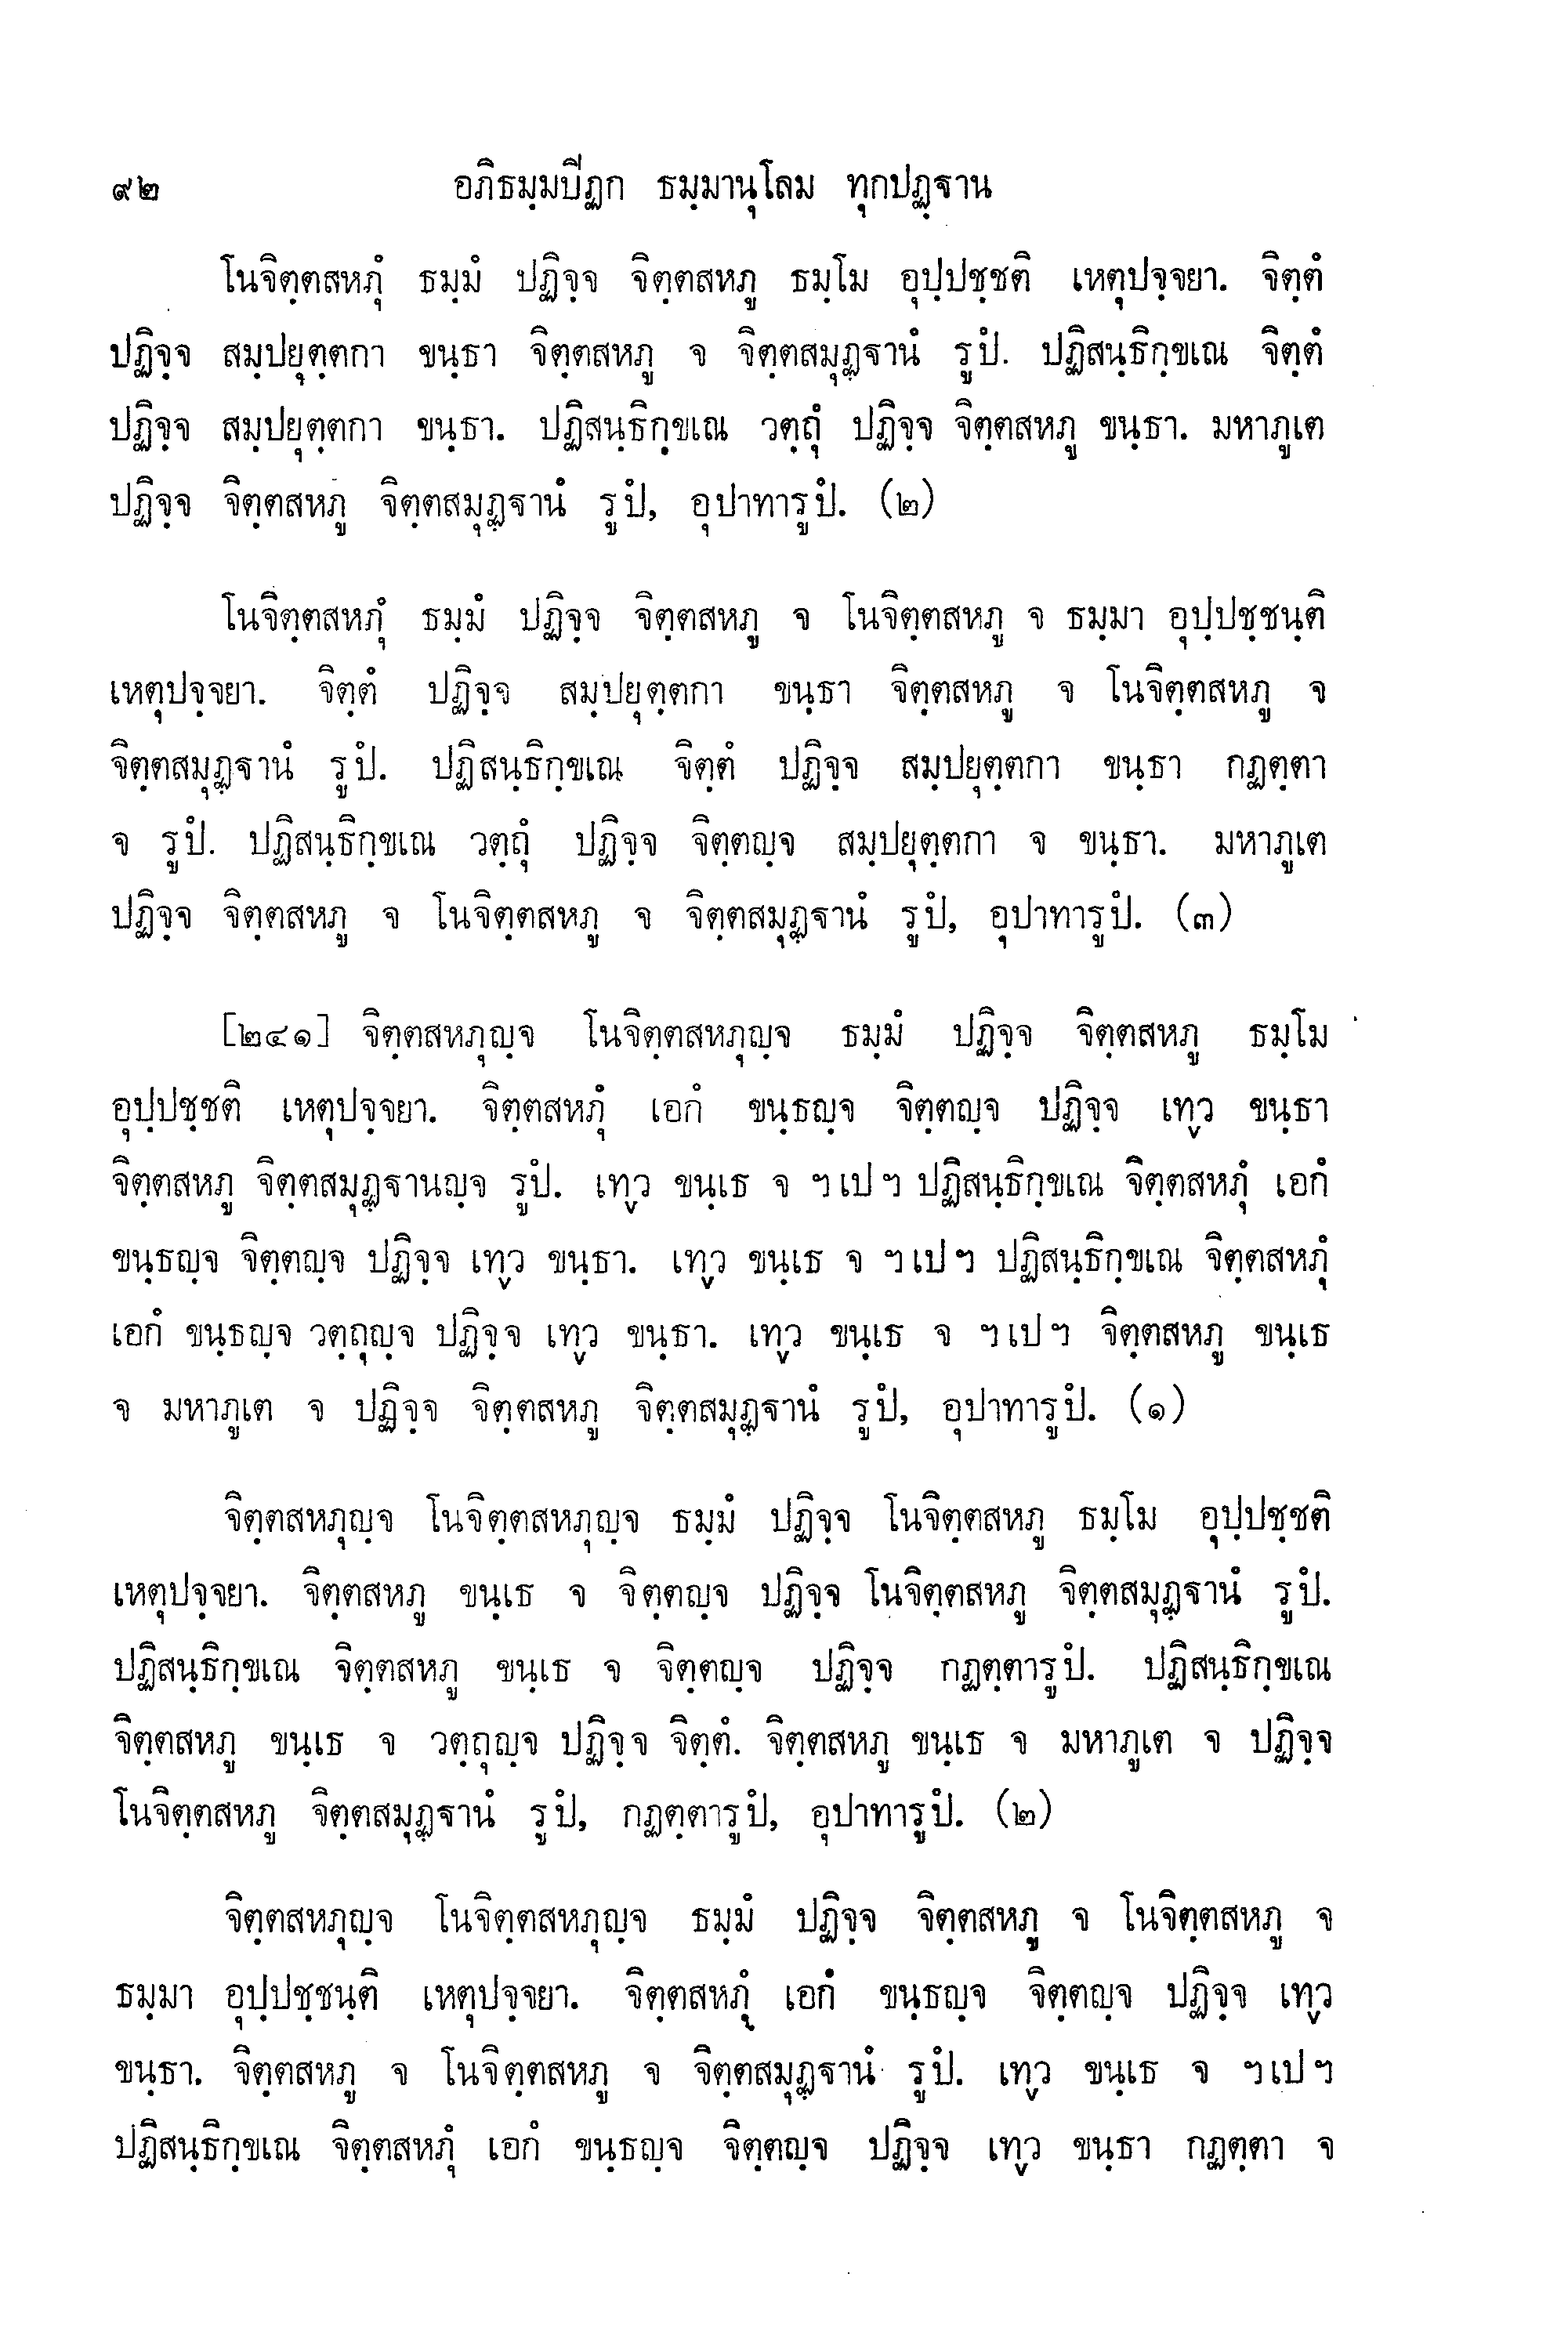 ๙๒ อภิธมฺมปีฏก ธมฺมานุโลม ทุกปฏฺฐาน
โนจิตฺตสหภุํ ธมฺมํ ปฏิจฺจ จิตฺตสหภู ธมฺโม อุปฺปชฺชติ เหตุปจฺจยา. จิตฺตํ
ปฏิจฺจ สมฺปยุตฺตกา ขนฺธา จิตฺตสหภู จ จิตฺตสมุฏฺฐานํ รูปํ. ปฏิสนฺธิกฺขเณ จิตฺตํ
ปฏิจฺจ สมฺปยุตฺตกา ขนฺธา. ปฏิสนฺธิกฺขเณ วตฺถุํ ปฏิจฺจ จิตฺตสหภู ขนฺธา. มหาภูเต
ปฏิจฺจ จิตฺตสหภู จิตฺตสมุฏฺฐานํ รูปํ, อุปาทารูปํ. (๒)
โนจิตฺตสหภุํ ธมฺมํ ปฏิจฺจ จิตฺตสหภู จ โนจิตฺตสหภู จ ธมฺมา อุปฺปชฺชนฺติ
เหตุปจฺจยา. จิตฺตํ ปฏิจฺจ สมฺปยุตฺตกา ขนฺธา จิตฺตสหภู จ โนจิตฺตสหภู จ
จิตฺตสมุฏฺฐานํ รูปํ. ปฏิสนฺธิกฺขเณ จิตฺตํ ปฏิจฺจ สมฺปยุตฺตกา ขนฺธา กฏตฺตา
จ รูปํ. ปฏิสนฺธิกฺขเณ วตฺถุํ ปฏิจฺจ จิตฺตญฺจ สมฺปยุตฺตกา จ ขนฺธา. มหาภูเต
ปฏิจฺจ จิตฺตสหภู จ โนจิตฺตสหภู จ จิตฺตสมุฏฺฐานํ รูปํ, อุปาทารูปํ. (๓)
[๒๔๑] จิตฺตสหภุญฺจ โนจิตฺตสหภุญฺจ ธมฺมํ ปฏิจฺจ จิตฺตสหภู ธมฺโม
อุปฺปชฺชติ เหตุปจฺจยา. จิตฺตสหภุํ เอกํ ขนฺธญฺจ จิตฺตญฺจ ปฏิจฺจ เทฺว ขนฺธา
จิตฺตสหภู จิตฺตสมุฏฺฐานญฺจ รูปํ. เทฺว ขนฺเธ จ ฯ เป ฯ ปฏิสนฺธิกฺขเณ จิตฺตสหภุํ เอกํ
ขนฺธญฺจ จิตฺตญฺจ ปฏิจฺจ เทฺว ขนฺธา. เทฺว ขนฺเธ จ ฯ เป ฯ ปฏิสนฺธิกฺขเณ จิตฺตสหภุํ
เอกํ ขนฺธญฺจ วตฺถุญฺจ ปฏิจฺจ เทฺว ขนฺธา. เทฺว ขนฺเธ จ ฯ เป ฯ จิตฺตสหภู ขนฺเธ
จ มหาภูเต จ ปฏิจฺจ จิตฺตสหภู จิตฺตสมุฏฺฐานํ รูปํ, อุปาทารูปํ. (๑)
จิตฺตสหภุญฺจ โนจิตฺตสหภุญฺจ ธมฺมํ ปฏิจฺจ โนจิตฺตสหภู ธมฺโม อุปฺปชฺชติ
เหตุปจฺจยา. จิตฺตสหภู ขนฺเธ จ จิตฺตญฺจ ปฏิจฺจ โนจิตฺตสหภู จิตฺตสมุฏฺฐานํ รูปํ.
ปฏิสนฺธิกฺขเณ จิตฺตสหภู ขนฺเธ จ จิตฺตญฺจ ปฏิจฺจ กฏตฺตารูปํ. ปฏิสนฺธิกฺขเณ
จิตฺตสหภู ขนฺเธ จ วตฺถุญฺจ ปฏิจฺจ จิตฺตํ. จิตฺตสหภู ขนฺเธ จ มหาภูเต จ ปฏิจฺจ
โนจิตฺตสหภู จิตฺตสมุฏฺฐานํ รูปํ, กฏตฺตารูปํ, อุปาทารูปํ. (๒)
จิตฺตสหภุญฺจ โนจิตฺตสหภุญฺจ ธมฺมํ ปฏิจฺจ จิตฺตสหภู จ โนจิตฺตสหภู จ
ธมฺมา อุปฺปชฺชนฺติ เหตุปจฺจยา. จิตฺตสหภุํ เอกํ ขนฺธญฺจ จิตฺตญฺจ ปฏิจฺจ เทฺว
ขนฺธา. จิตฺตสหภู จ โนจิตฺตสหภู จ จิตฺตสมุฏฺฐานํ รูปํ. เทฺว ขนฺเธ จ ฯ เป ฯ
ปฏิสนฺธิกฺขเณ จิตฺตสหภุํ เอกํ ขนฺธญฺจ จิตฺตญฺจ ปฏิจฺจ เทฺว ขนฺธา กฏตฺตา จ